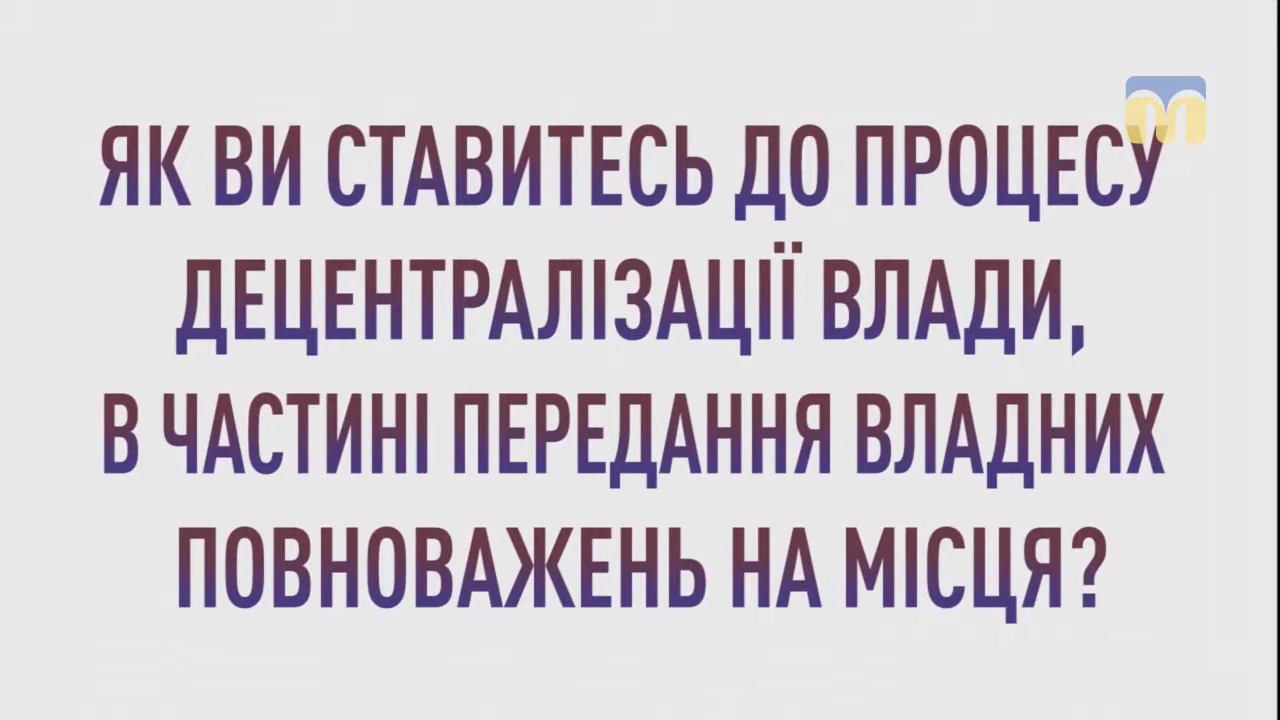 ЯК ВИ СТАВИТЕСЬ ДО ПРОЦЕСУ
ДЕЦЕНТРАЛІЗАЦІЇ ВЛАДИ,
В ЧАСТИНІ ПЕРЕДАННЯ ВЛАДНИХ
ПОВНОВАЖЕНЬ НА МІСЦЯ?